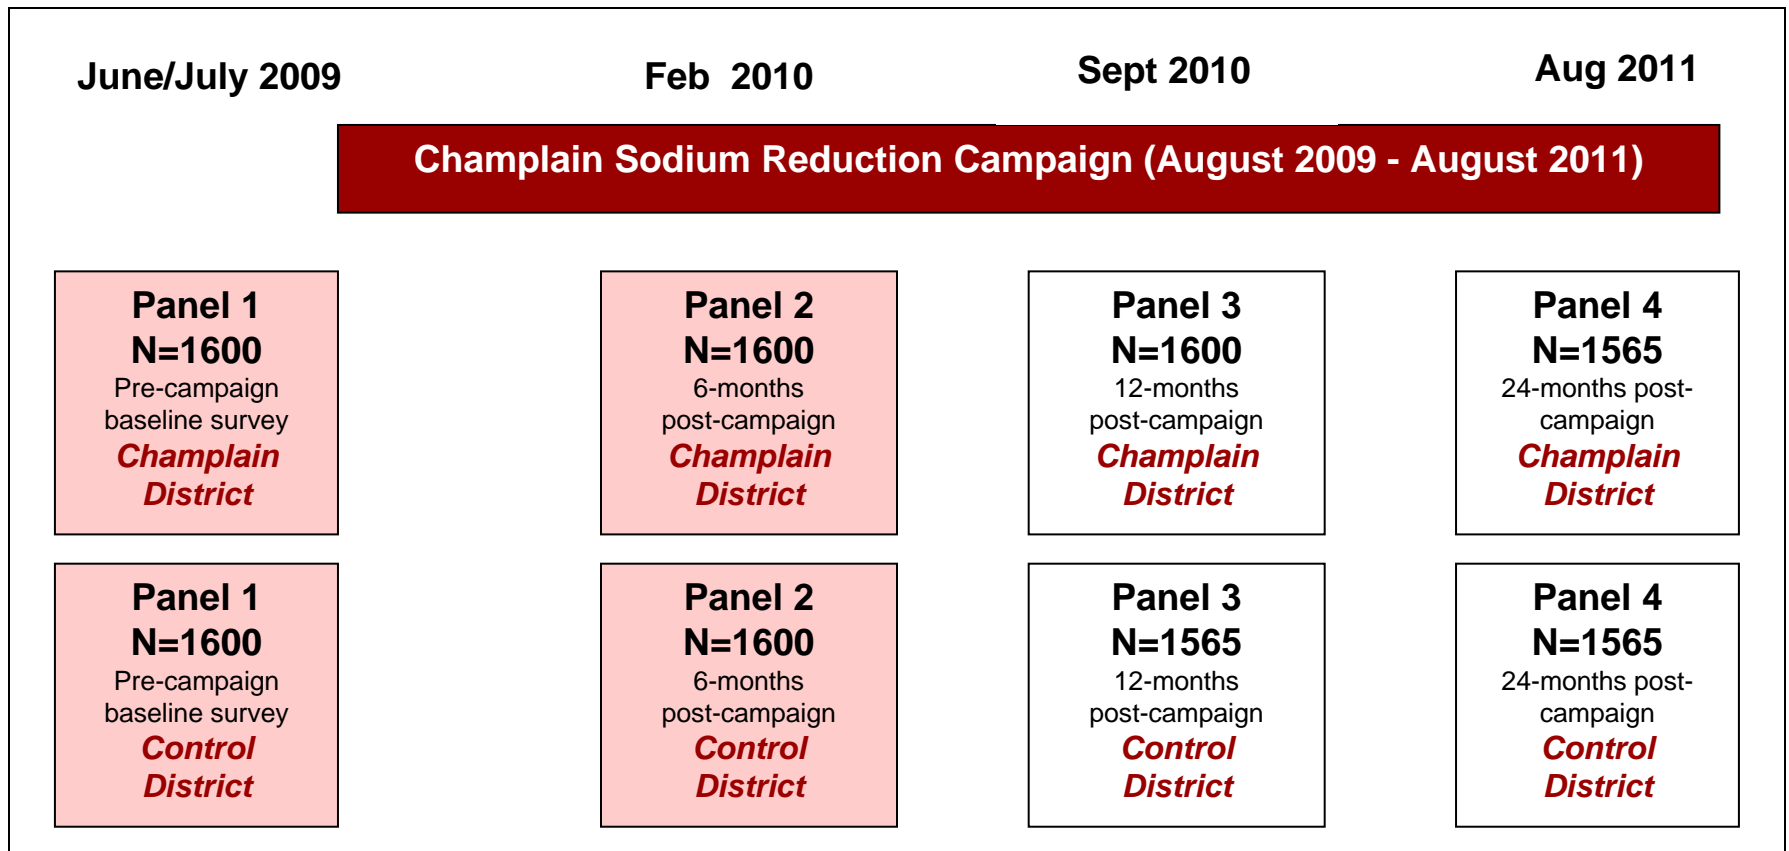 June/July 2009
Feb 2010
Sept 2010
Aug 2011
Champlain Sodium Reduction Campaign (August 2009 - August 2011)
Panel 1
N=1600
Pre-campaign
baseline survey
Champlain
District
Panel 2
N=1600
6-months
post-campaign
Champlain
District
Panel 3
N=1600
12-months
post-campaign
Champlain
District
Panel 4
N=1565
24-months post-
campaign
Champlain
District
Panel 1
N=1600
Pre-campaign
baseline survey
Control
District
Panel 2
N=1600
6-months
post-campaign
Control
District
Panel 3
N=1565
12-months
post-campaign
Control
District
Panel 4
N=1565
24-months post-
campaign
Control
District